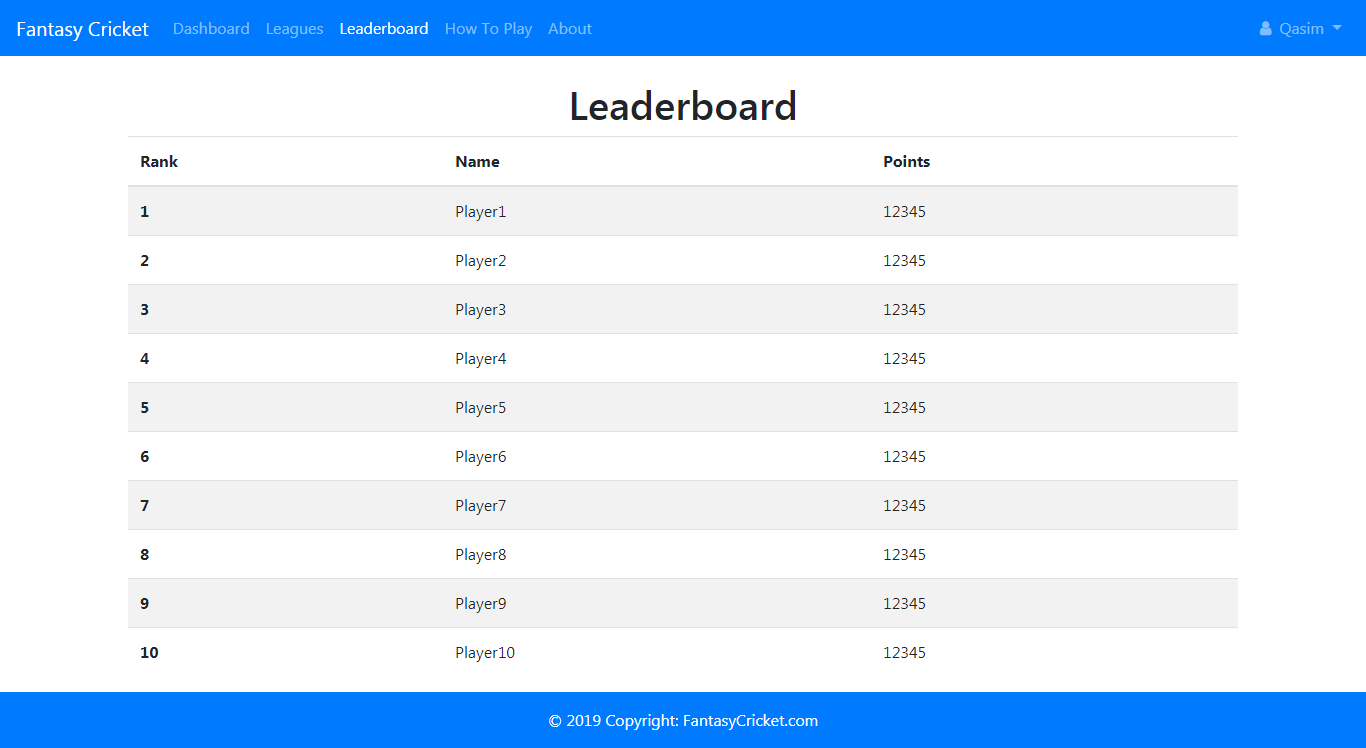 Fantasy Cricket Dashboard Leagues Leaderboard How To Play About Qasim
Leaderboard
Rank Name Points
1 Player1 12345
2 Player2 12345
3 Player3 12345
4 Player4 12345
5 Player5 12345
6 Player6 12345
7 Player7 12345
8 Player8 12345
9 Player9 12345
10 Player10 12345
© 2019 Copyright: FantasyCricket.com